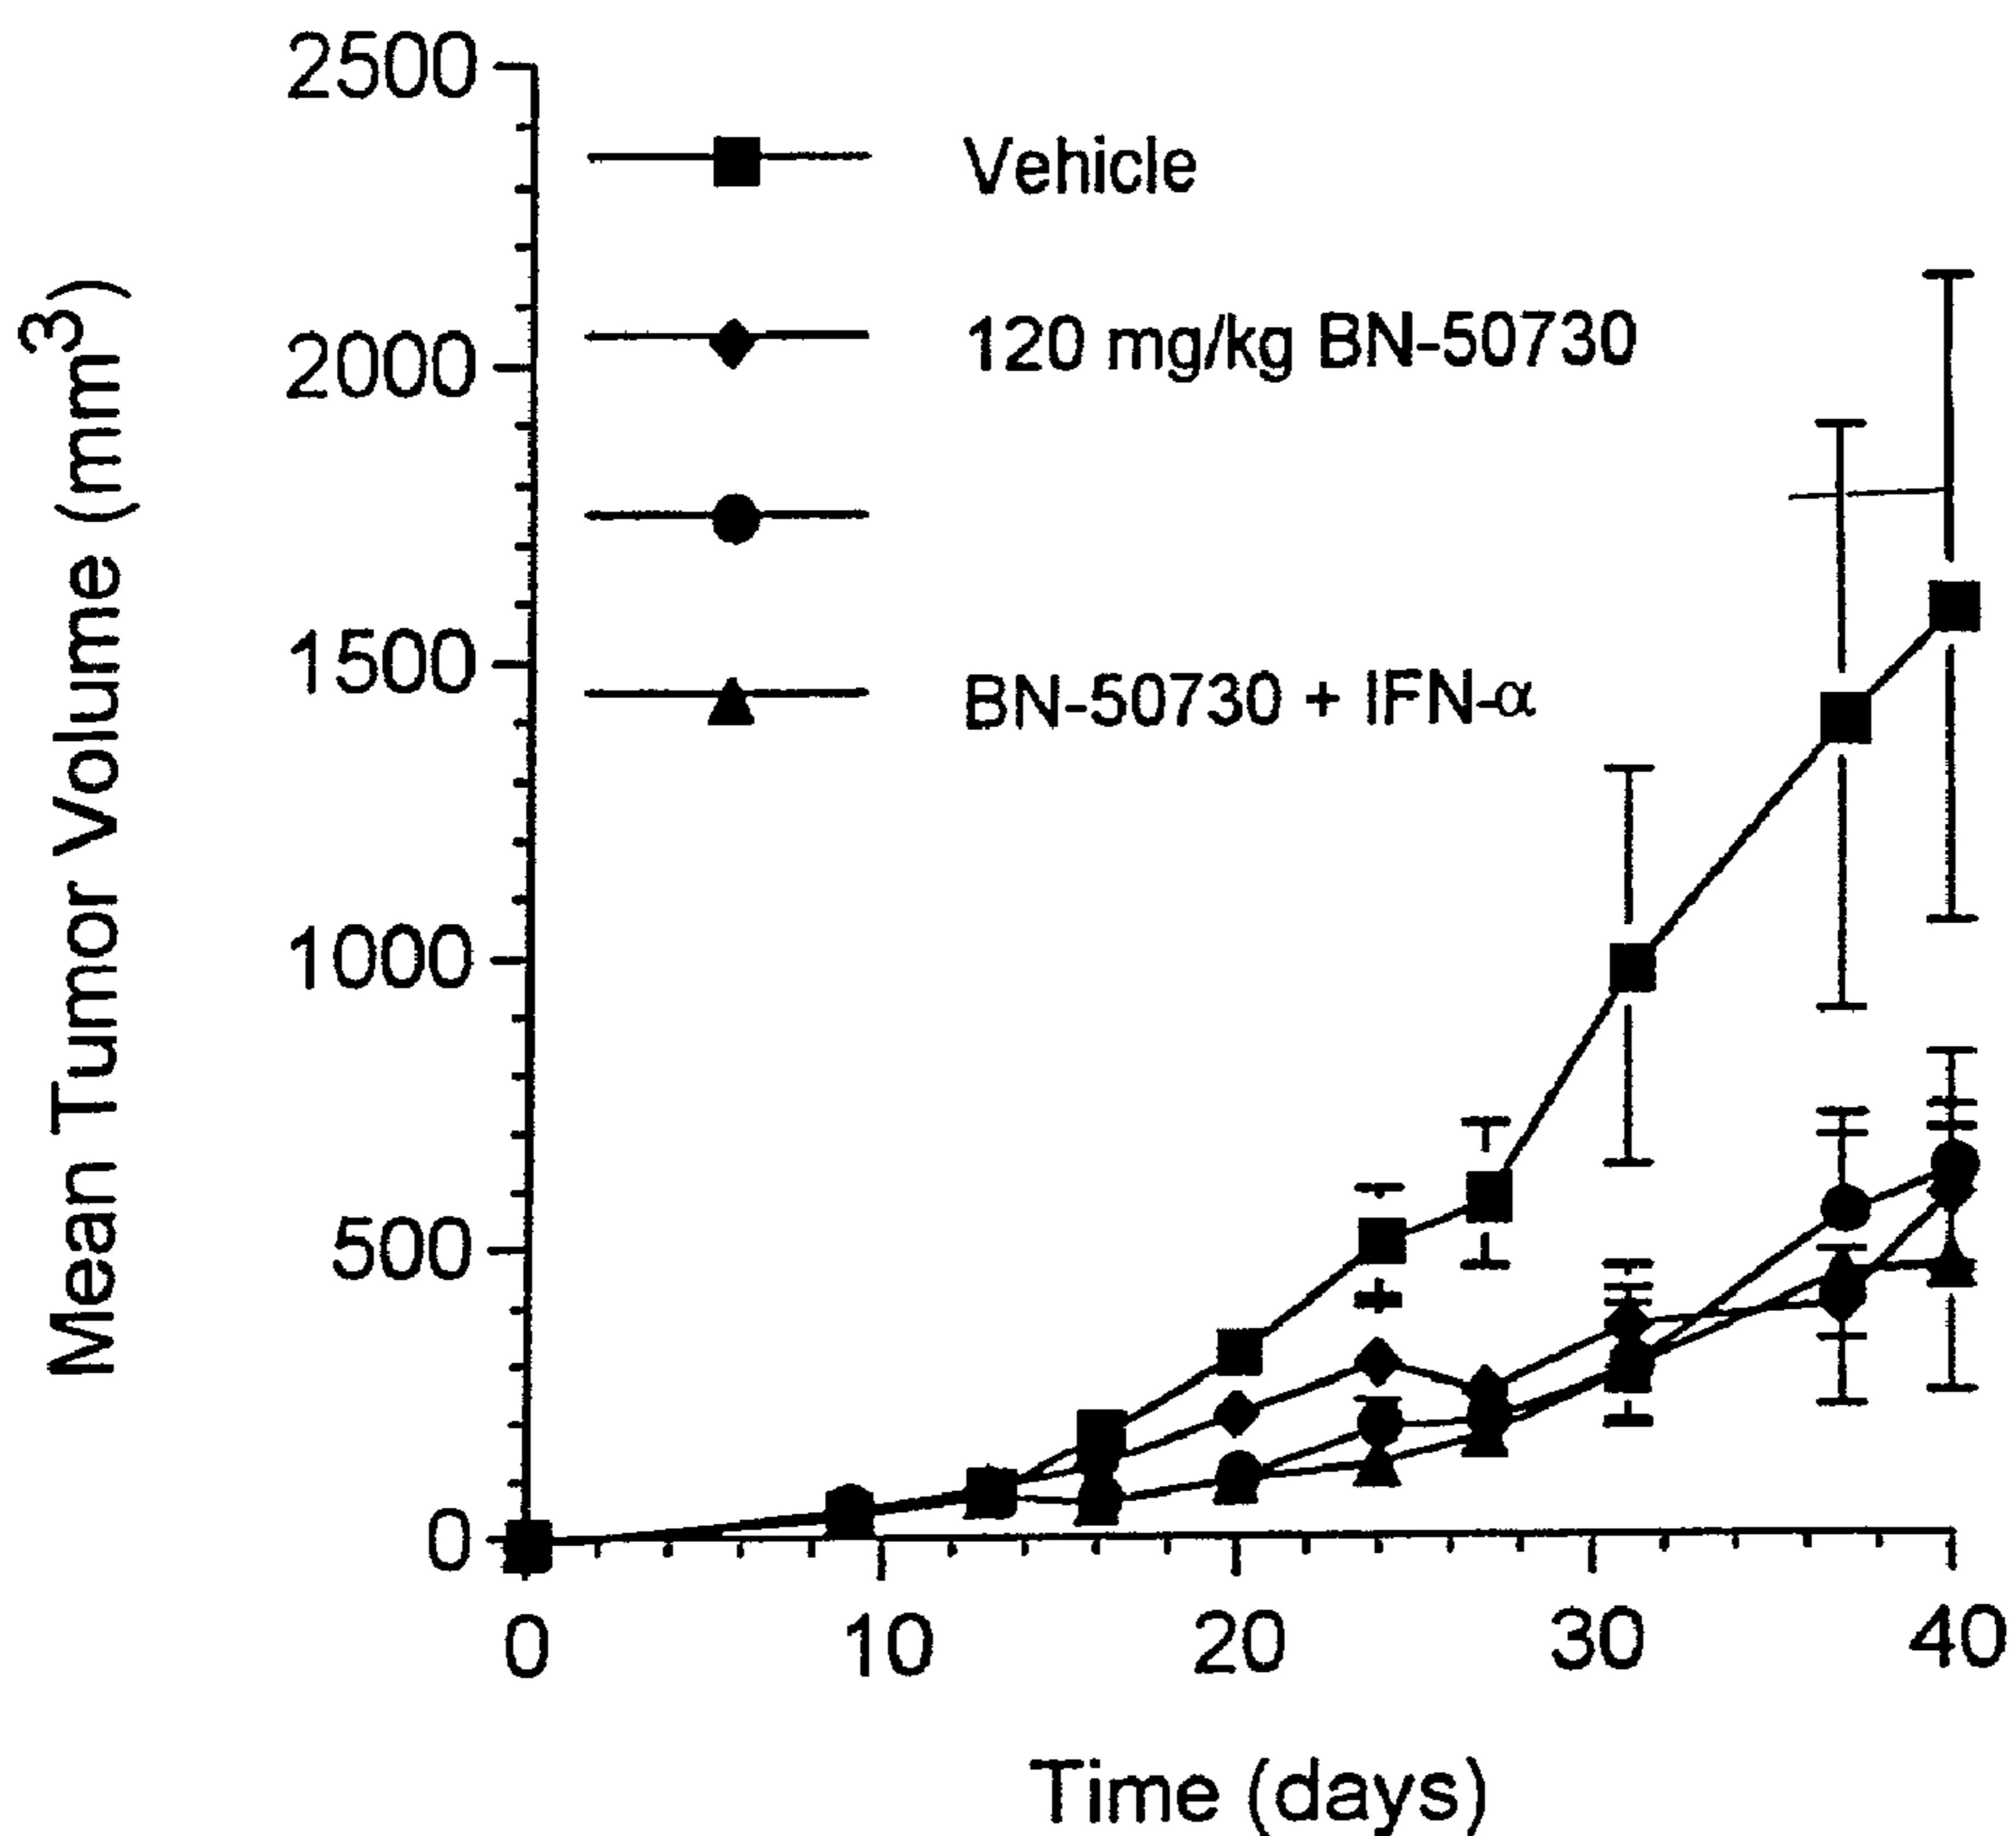 2500
2000
1500
1000
500
0
Mean Tumor Volume (mm³)
Vehicle
120 mg/kg BN-50730
BN-50730 + IFN-α
0 10 20 30 40
Time (days)